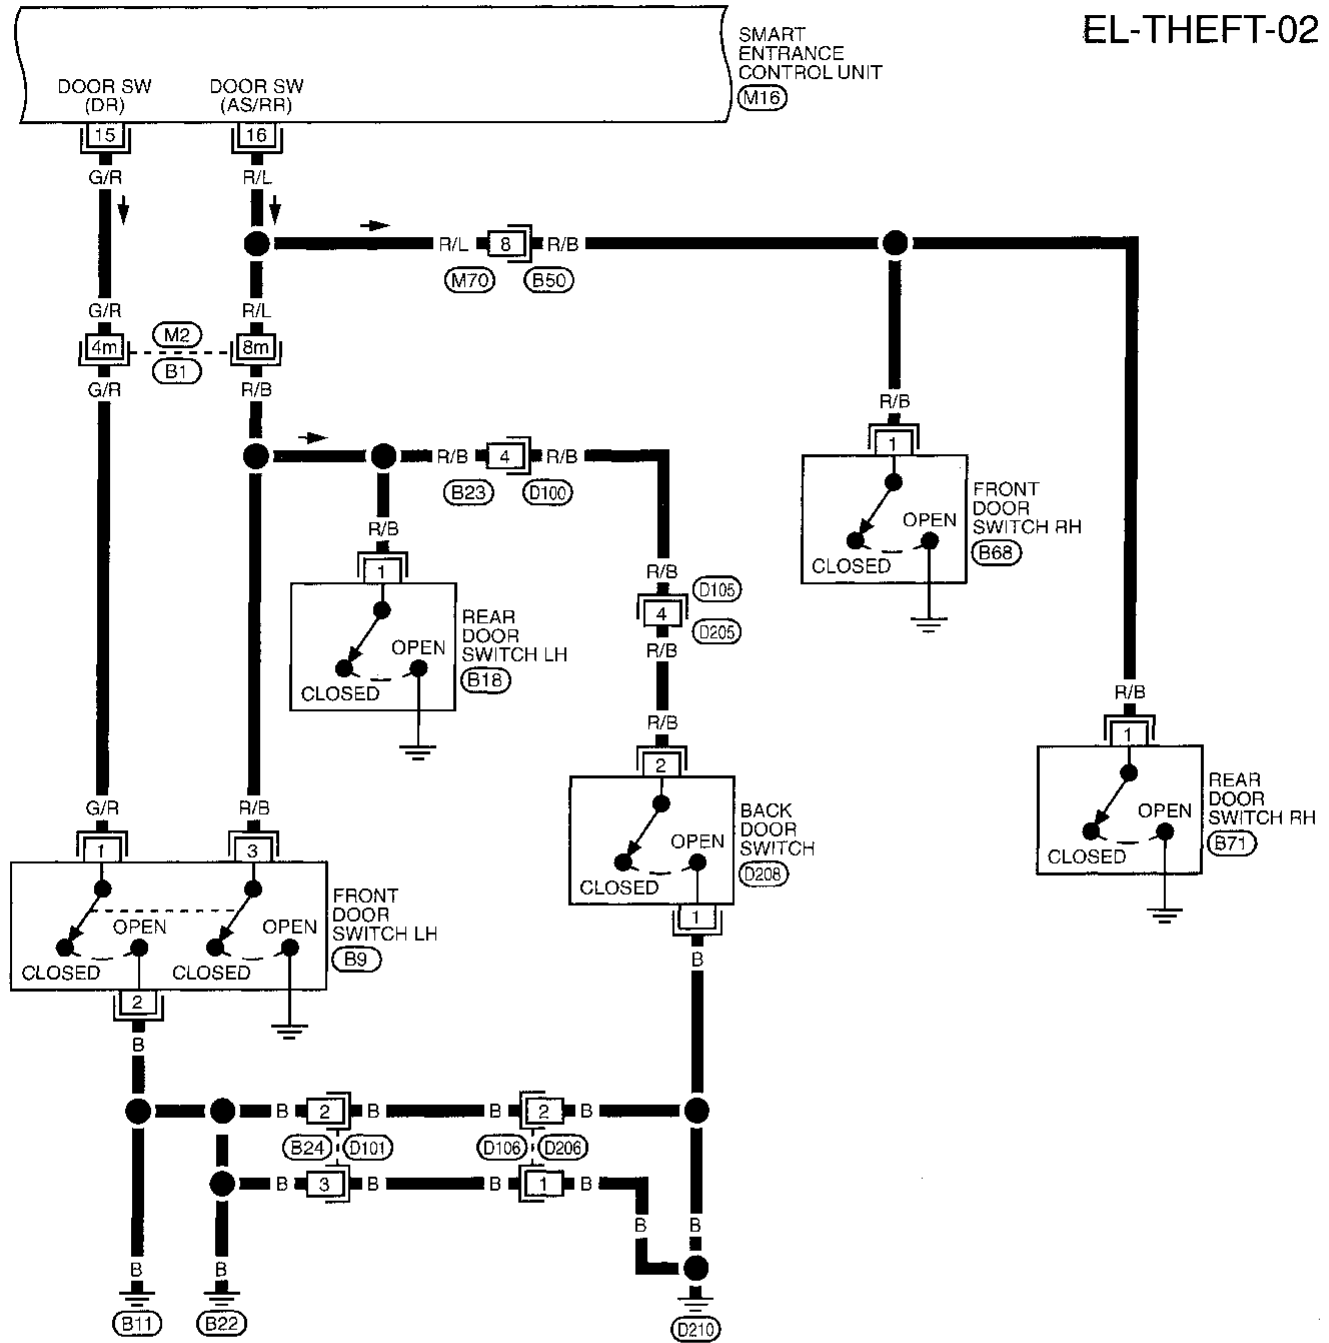 EL-THEFT-02
SMART
ENTRANCE
CONTROL UNIT
M16
DOOR SW
(DR)
DOOR SW
(AS/RR)
15
16
G/R
R/L
R/L
8
R/B
M70
B50
G/R
R/L
4m
M2
B1
8m
G/R
R/B
R/B
4
R/B
B23
D100
R/B
1
FRONT
DOOR
SWITCH RH
B68
OPEN
CLOSED
R/B
1
REAR
DOOR
SWITCH LH
B18
OPEN
CLOSED
R/B
D105
4
D205
R/B
R/B
2
BACK
DOOR
SWITCH
D208
OPEN
CLOSED
1
B
R/B
1
REAR
DOOR
SWITCH RH
B71
OPEN
CLOSED
G/R
R/B
1
3
FRONT
DOOR
SWITCH LH
B9
OPEN
OPEN
CLOSED
CLOSED
2
B
B
2
B
B
2
B
B24
D101
D106
D206
B
3
B
B
1
B
B
B
B
B
B11
B22
D210